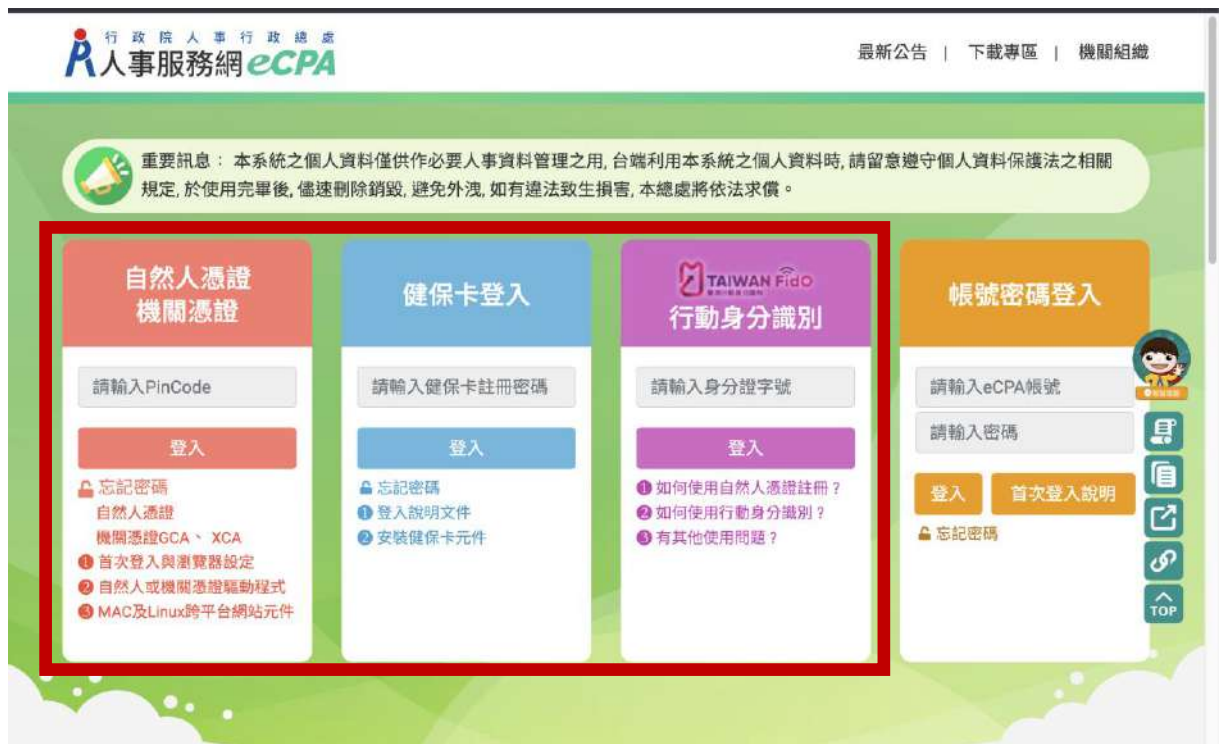 行政院人事行政總處
人事服務網eCPA
最新公告 | 下載專區 | 機關組織
重要訊息： 本系統之個人資料僅供作必要人事資料管理之用, 台端利用本系統之個人資料時, 請留意遵守個人資料保護法之相關
規定, 於使用完畢後, 儘速刪除銷毀, 避免外洩, 如有違法致生損害, 本總處將依法求償。
自然人憑證
機關憑證
請輸入PinCode
登入
忘記密碼
自然人憑證
機關憑證GCA、 XCA
❶ 首次登入與瀏覽器設定
❷ 自然人或機關憑證驅動程式
❸ MAC及Linux跨平台網站元件
健保卡登入
請輸入健保卡註冊密碼
登入
忘記密碼
❶ 登入說明文件
❷ 安裝健保卡元件
TAIWAN FidO
行動身分識別
請輸入身分證字號
登入
❶ 如何使用自然人憑證註冊？
❷ 如何使用行動身分識別？
❸ 有其他使用問題？
帳號密碼登入
請輸入eCPA帳號
請輸入密碼
登入
首次登入說明
忘記密碼
TOP